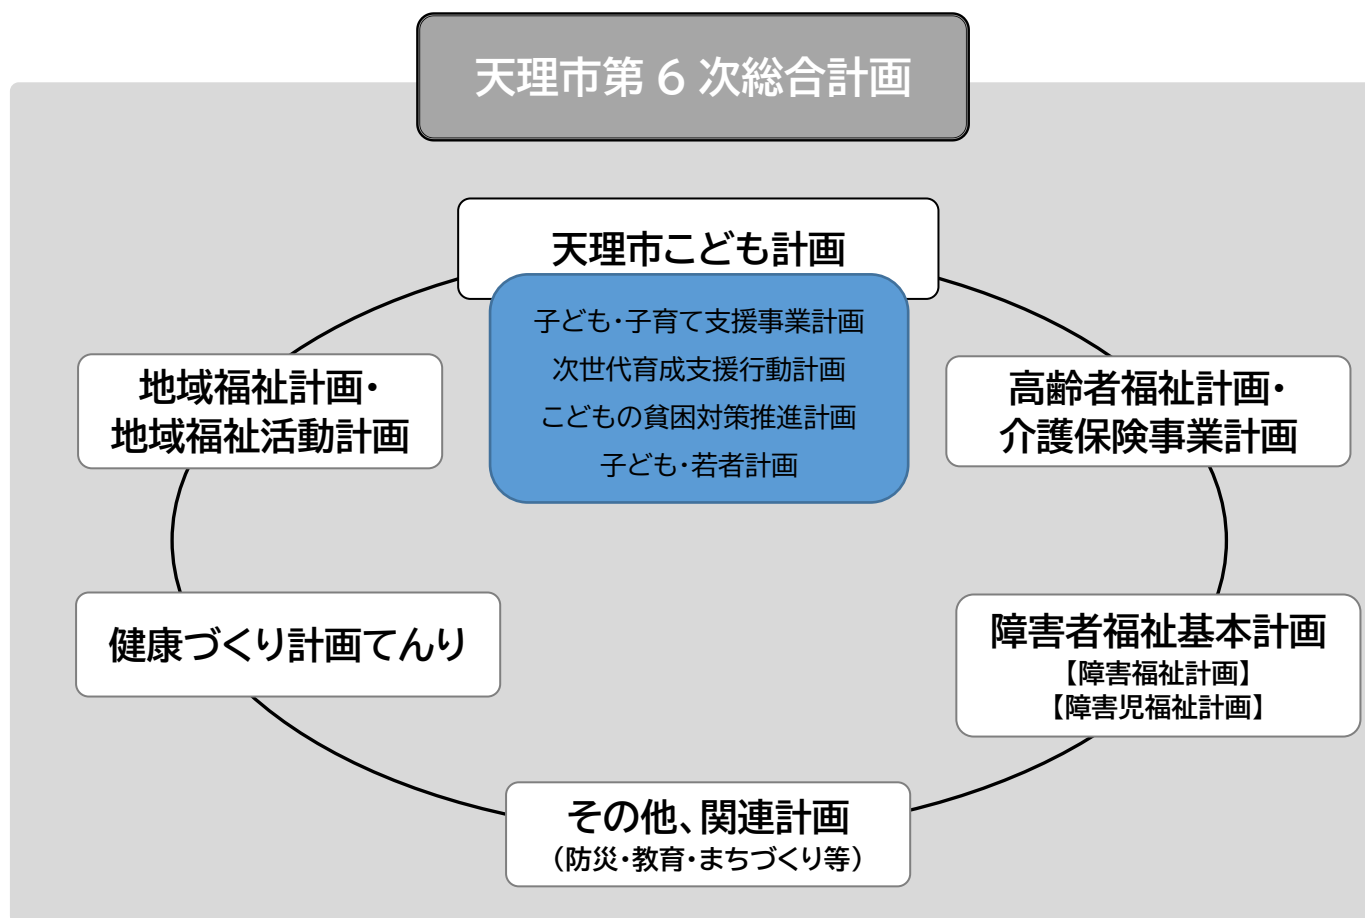 天理市第 6 次総合計画
天理市こども計画
子ども・子育て支援事業計画
次世代育成支援行動計画
こどもの貧困対策推進計画
子ども・若者計画
地域福祉計画・
地域福祉活動計画
高齢者福祉計画・
介護保険事業計画
健康づくり計画てんり
障害者福祉基本計画
【障害福祉計画】
【障害児福祉計画】
その他、関連計画
（防災・教育・まちづくり等）